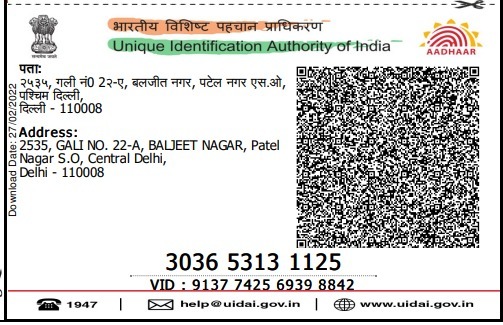 भारतीय विशिष्ट पहचान प्राधिकरण
Unique Identification Authority of India
AADHAAR
पता:
२५३५, गली नं0 2२-ए, बलजीत नगर, पटेल नगर एस.ओ,
पश्चिम दिल्ली,
दिल्ली - 110008
Address:
2535, GALI NO. 22-A, BALJEET NAGAR, Patel
Nagar S.O, Central Delhi,
Delhi - 110008
Download Date: 27/02/2022
3036 5313 1125
VID : 9137 7425 6939 8842
1947 | help@uidai.gov.in | www.uidai.gov.in